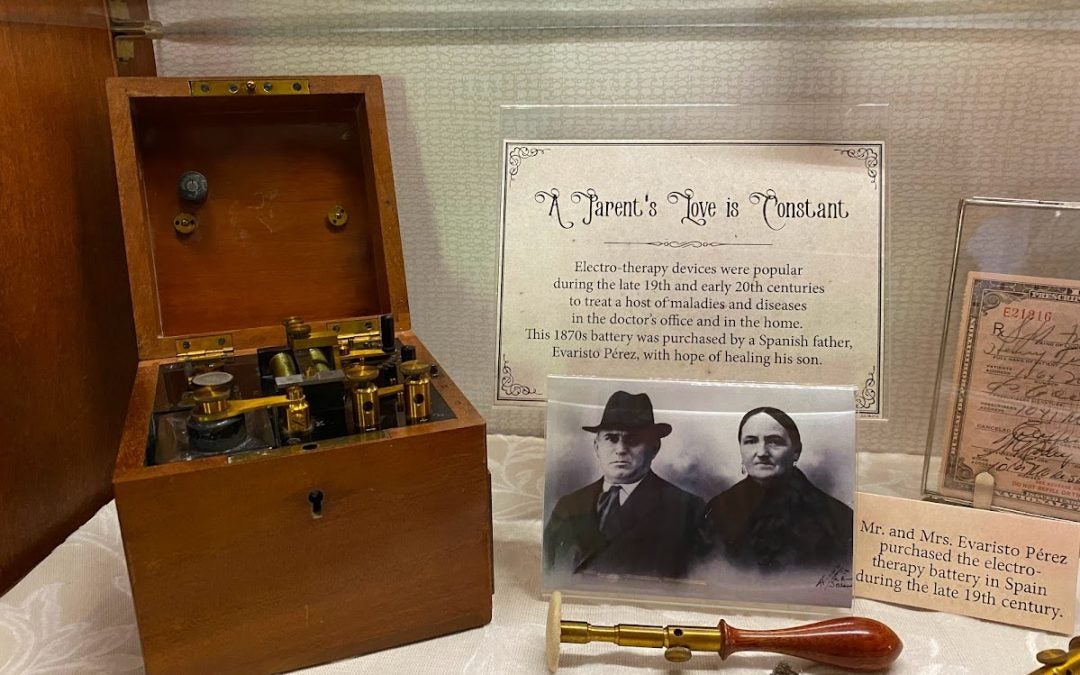 A Parent's Love is Constant
Electro-therapy devices were popular
during the late 19th and early 20th centuries
to treat a host of maladies and diseases
in the doctor's office and in the home.
This 1870s battery was purchased by a Spanish father,
Evaristo Pérez, with hope of healing his son.
E21216
Rx
Mr. and Mrs. Evaristo Pérez
purchased the electro-
therapy battery in Spain
during the late 19th century.